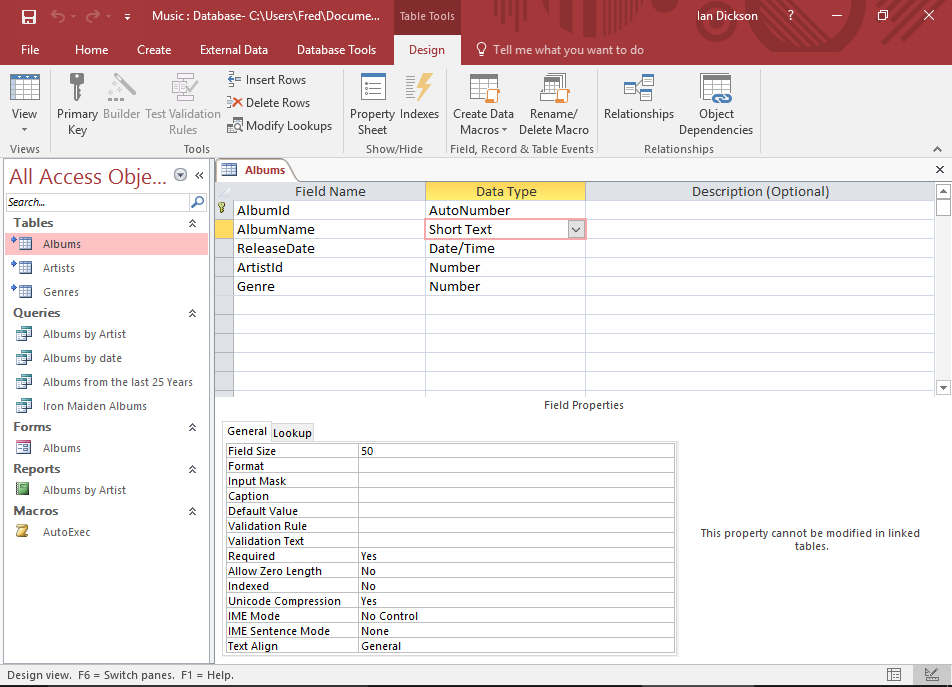 Music : Database- C:\Users\Fred\Docume... Table Tools Ian Dickson ?
File Home Create External Data Database Tools Design Tell me what you want to do
View
Views
Primary Key
Builder
Test Validation Rules
Insert Rows
Delete Rows
Modify Lookups
Tools
Property Sheet
Indexes
Show/Hide
Create Data Macros
Rename/ Delete Macro
Field, Record & Table Events
Relationships
Object Dependencies
Relationships
All Access Obje...
Search...
Tables
Albums
Artists
Genres
Queries
Albums by Artist
Albums by date
Albums from the last 25 Years
Iron Maiden Albums
Forms
Albums
Reports
Albums by Artist
Macros
AutoExec
Albums
Field Name Data Type Description (Optional)
AlbumId AutoNumber
AlbumName Short Text
ReleaseDate Date/Time
ArtistId Number
Genre Number
Field Properties
General Lookup
Field Size 50
Format
Input Mask
Caption
Default Value
Validation Rule
Validation Text
Required Yes
Allow Zero Length No
Indexed No
Unicode Compression Yes
IME Mode No Control
IME Sentence Mode None
Text Align General
This property cannot be modified in linked
tables.
Design view. F6 = Switch panes. F1 = Help.